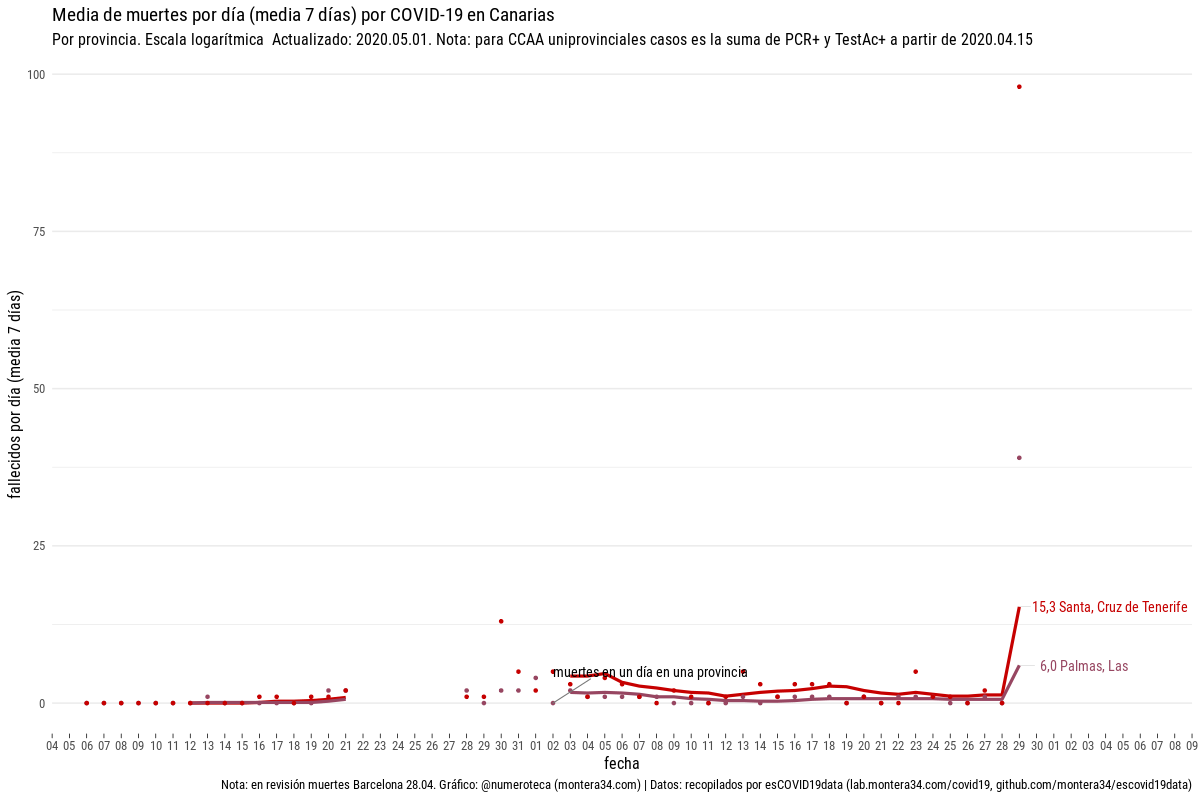 Media de muertes por día (media 7 días) por COVID-19 en Canarias
Por provincia. Escala logarítmica  Actualizado: 2020.05.01. Nota: para CCAA uniprovinciales casos es la suma de PCR+ y TestAc+ a partir de 2020.04.15
fallecidos por día (media 7 días)
100
75
50
25
0
15,3 Santa, Cruz de Tenerife
6,0 Palmas, Las
muertes en un día en una provincia
04 05 06 07 08 09 10 11 12 13 14 15 16 17 18 19 20 21 22 23 24 25 26 27 28 29 30 31 01 02 03 04 05 06 07 08 09 10 11 12 13 14 15 16 17 18 19 20 21 22 23 24 25 26 27 28 29 30 01 02 03 04 05 06 07 08 09
fecha
Nota: en revisión muertes Barcelona 28.04. Gráfico: @numeroteca (montera34.com) | Datos: recopilados por esCOVID19data (lab.montera34.com/covid19, github.com/montera34/escovid19data)